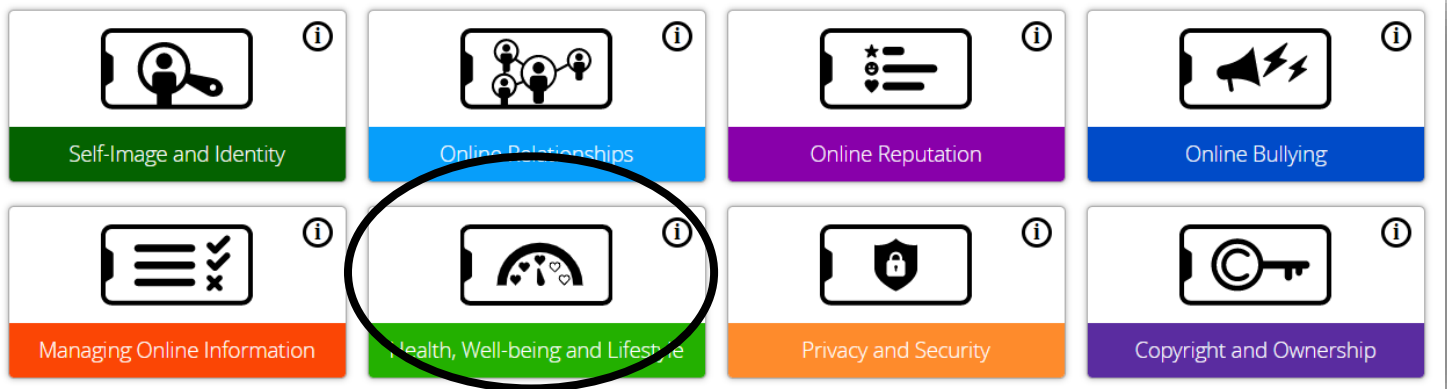 i
i
i
i
Self-Image and Identity
Online Relationships
Online Reputation
Online Bullying
i
i
i
i
C
Managing Online Information
Health, Well-being and Lifestyle
Privacy and Security
Copyright and Ownership